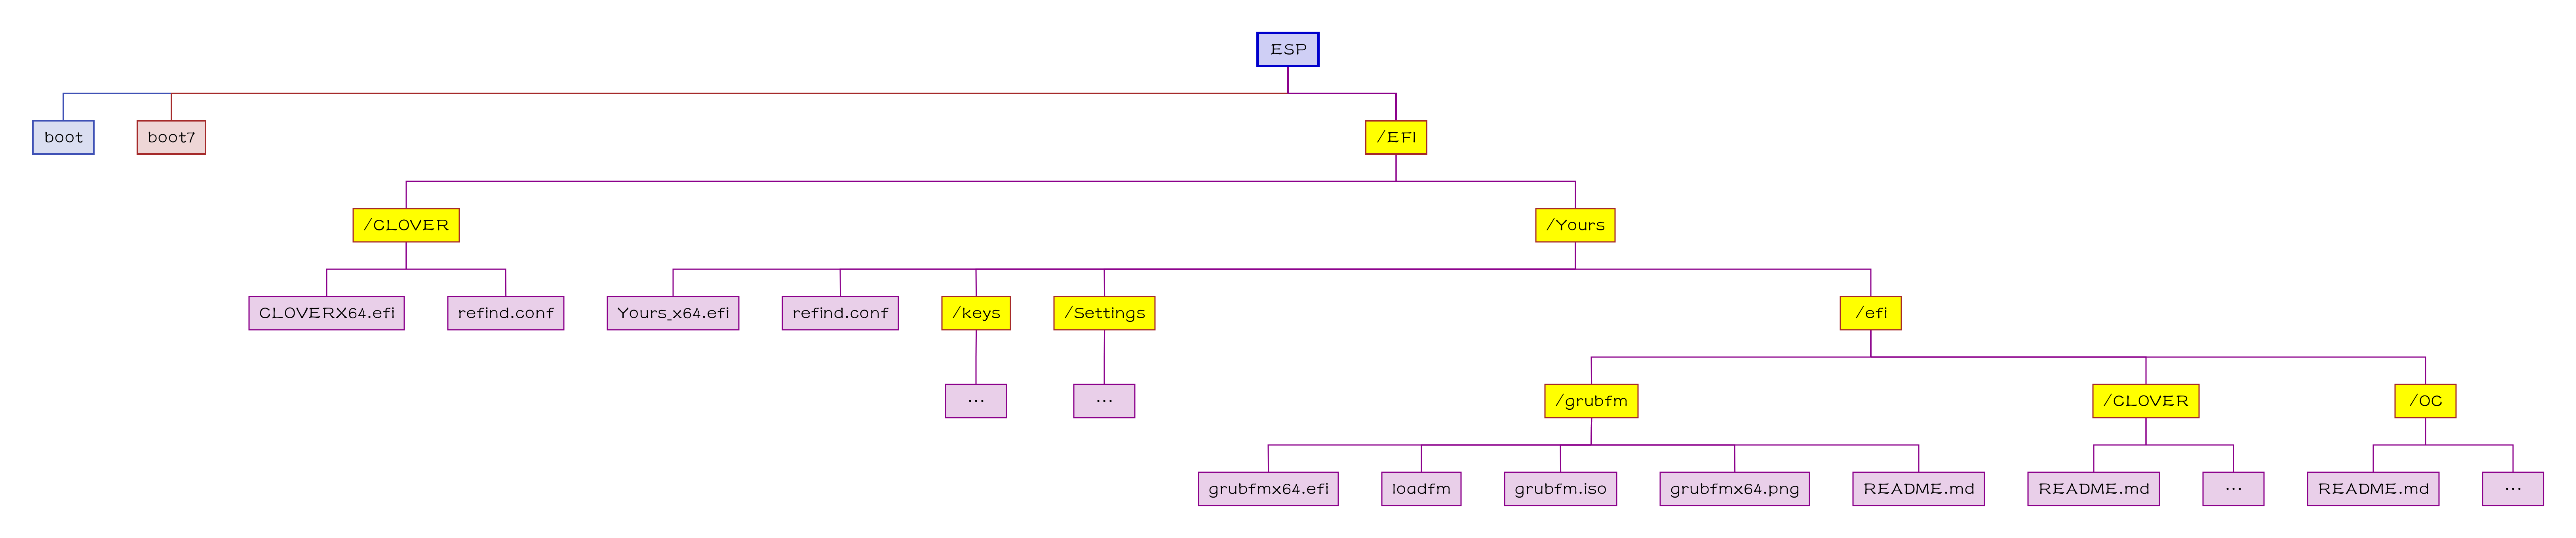 ESP
boot boot7 /EFI
/CLOVER /Yours
CLOVERX64.efi refind.conf Yours_x64.efi refind.conf /keys /Settings /efi
... ... /grubfm /CLOVER /OC
grubfmx64.efi loadfm grubfm.iso grubfmx64.png README.md README.md ... README.md ...